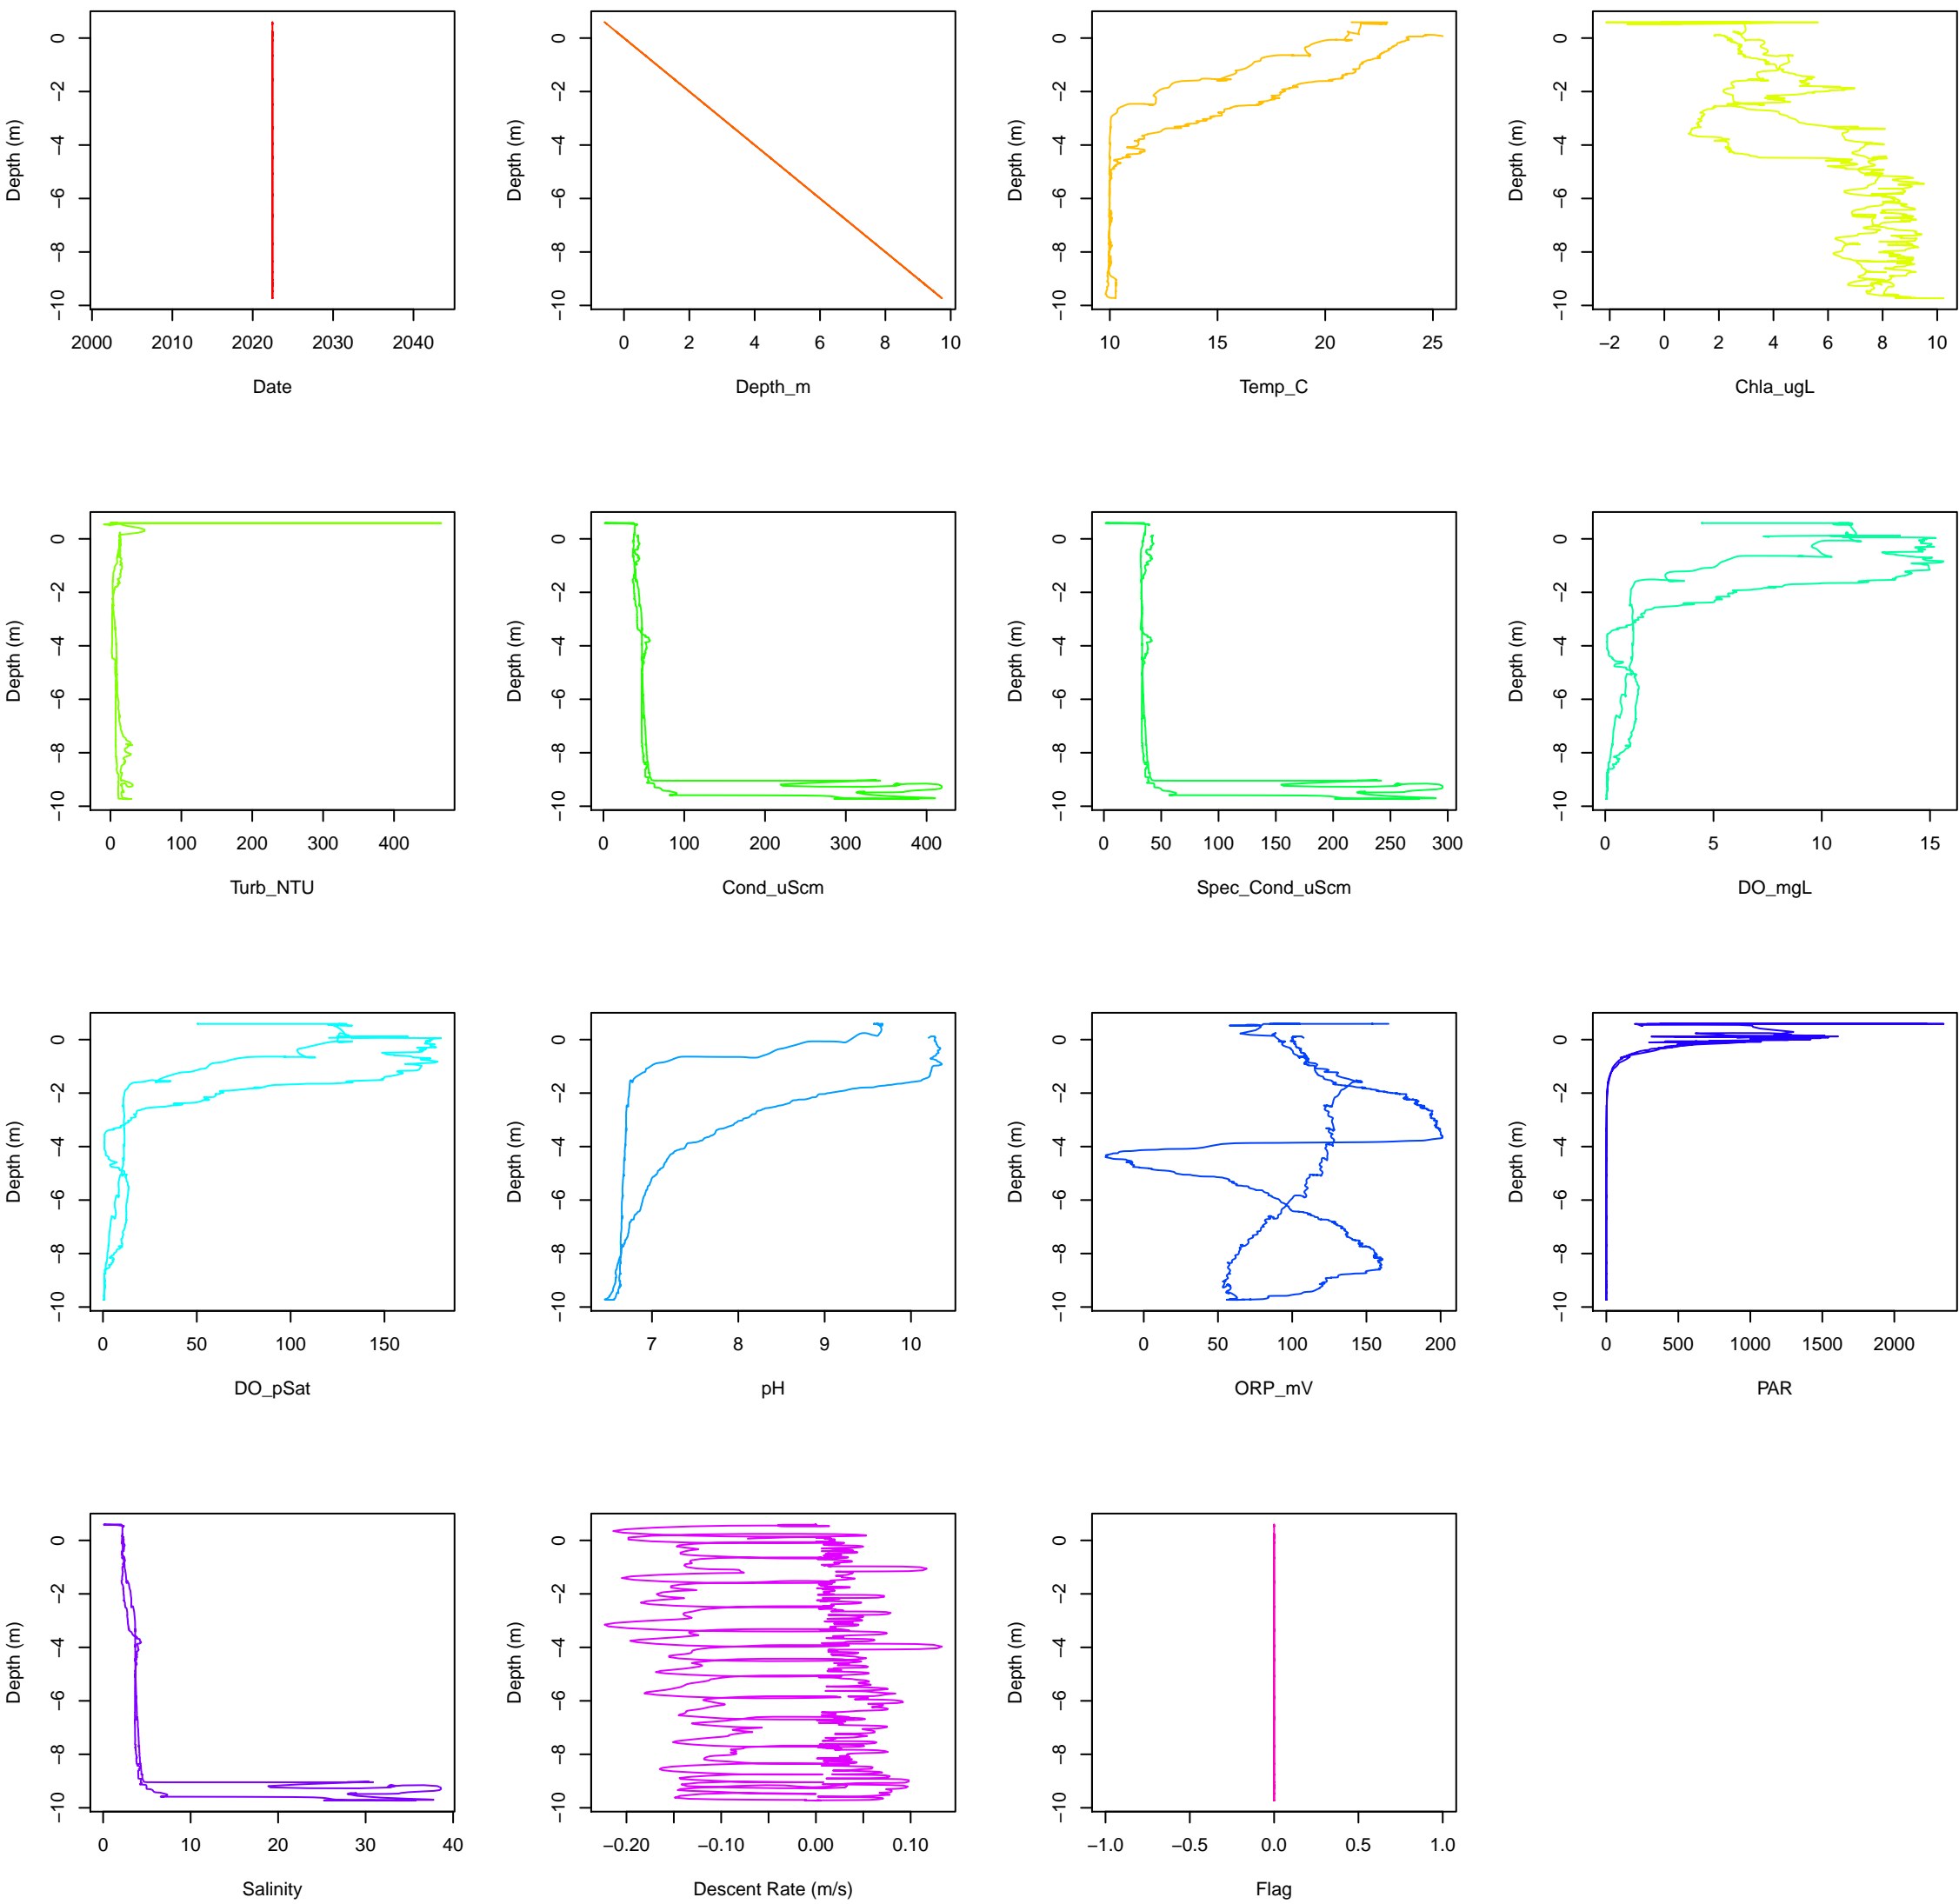 Depth (m)
0
−2
−4
−6
−8
−10
2000 2010 2020 2030 2040
Date
Depth (m)
0
−2
−4
−6
−8
−10
0 2 4 6 8 10
Depth_m
Depth (m)
0
−2
−4
−6
−8
−10
10 15 20 25
Temp_C
Depth (m)
0
−2
−4
−6
−8
−10
−2 0 2 4 6 8 10
Chla_ugL
Depth (m)
0
−2
−4
−6
−8
−10
0 100 200 300 400
Turb_NTU
Depth (m)
0
−2
−4
−6
−8
−10
0 100 200 300 400
Cond_uScm
Depth (m)
0
−2
−4
−6
−8
−10
0 50 100 150 200 250 300
Spec_Cond_uScm
Depth (m)
0
−2
−4
−6
−8
−10
0 5 10 15
DO_mgL
Depth (m)
0
−2
−4
−6
−8
−10
0 50 100 150
DO_pSat
Depth (m)
0
−2
−4
−6
−8
−10
7 8 9 10
pH
Depth (m)
0
−2
−4
−6
−8
−10
0 50 100 150 200
ORP_mV
Depth (m)
0
−2
−4
−6
−8
−10
0 500 1000 1500 2000
PAR
Depth (m)
0
−2
−4
−6
−8
−10
0 10 20 30 40
Salinity
Depth (m)
0
−2
−4
−6
−8
−10
−0.20 −0.10 0.00 0.10
Descent Rate (m/s)
Depth (m)
0
−2
−4
−6
−8
−10
−1.0 −0.5 0.0 0.5 1.0
Flag